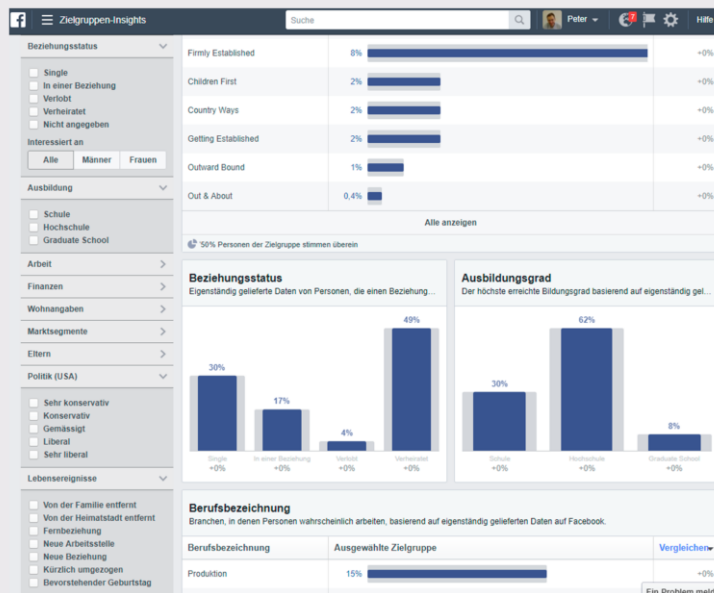 f Zielgruppen-Insights Suche Peter 7 Hilfe
Beziehungsstatus
Single
In einer Beziehung
Verlobt
Verheiratet
Nicht angegeben
Interessiert an
Alle Männer Frauen
Ausbildung
Schule
Hochschule
Graduate School
Arbeit
Finanzen
Wohnangaben
Marktsegmente
Eltern
Politik (USA)
Sehr konservativ
Konservativ
Gemässigt
Liberal
Sehr liberal
Lebensereignisse
Von der Familie entfernt
Von der Heimatstadt entfernt
Fernbeziehung
Neue Arbeitsstelle
Neue Beziehung
Kürzlich umgezogen
Bevorstehender Geburtstag
Firmly Established 8% +0%
Children First 2% +0%
Country Ways 2% +0%
Getting Established 2% +0%
Outward Bound 1% +0%
Out & About 0,4% +0%
Alle anzeigen
'50% Personen der Zielgruppe stimmen überein
Beziehungsstatus
Eigenständig gelieferte Daten von Personen, die einen Beziehung...
30% 17% 4% 49%
Single In einer Beziehung Verlobt Verheiratet
+0% +0% +0% +0%
Ausbildungsgrad
Der höchste erreichte Bildungsgrad basierend auf eigenständig gel...
30% 62% 8%
Schule Hochschule Graduate School
+0% +0% +0%
Berufsbezeichnung
Branchen, in denen Personen wahrscheinlich arbeiten, basierend auf eigenständig gelieferten Daten auf Facebook.
Berufsbezeichnung Ausgewählte Zielgruppe Vergleichen
Produktion 15% +0%
Ein Problem meld